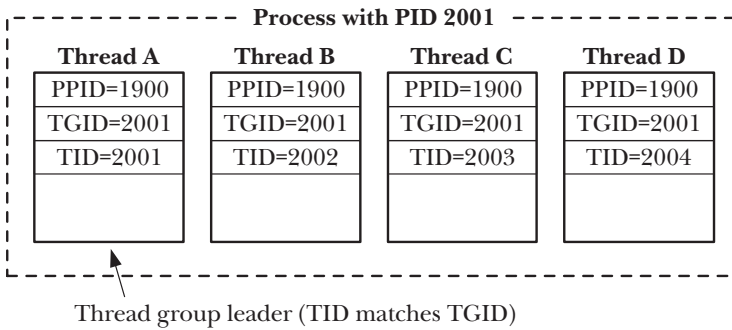 Process with PID 2001
Thread A Thread B Thread C Thread D
PPID=1900 PPID=1900 PPID=1900 PPID=1900
TGID=2001 TGID=2001 TGID=2001 TGID=2001
TID=2001 TID=2002 TID=2003 TID=2004
Thread group leader (TID matches TGID)